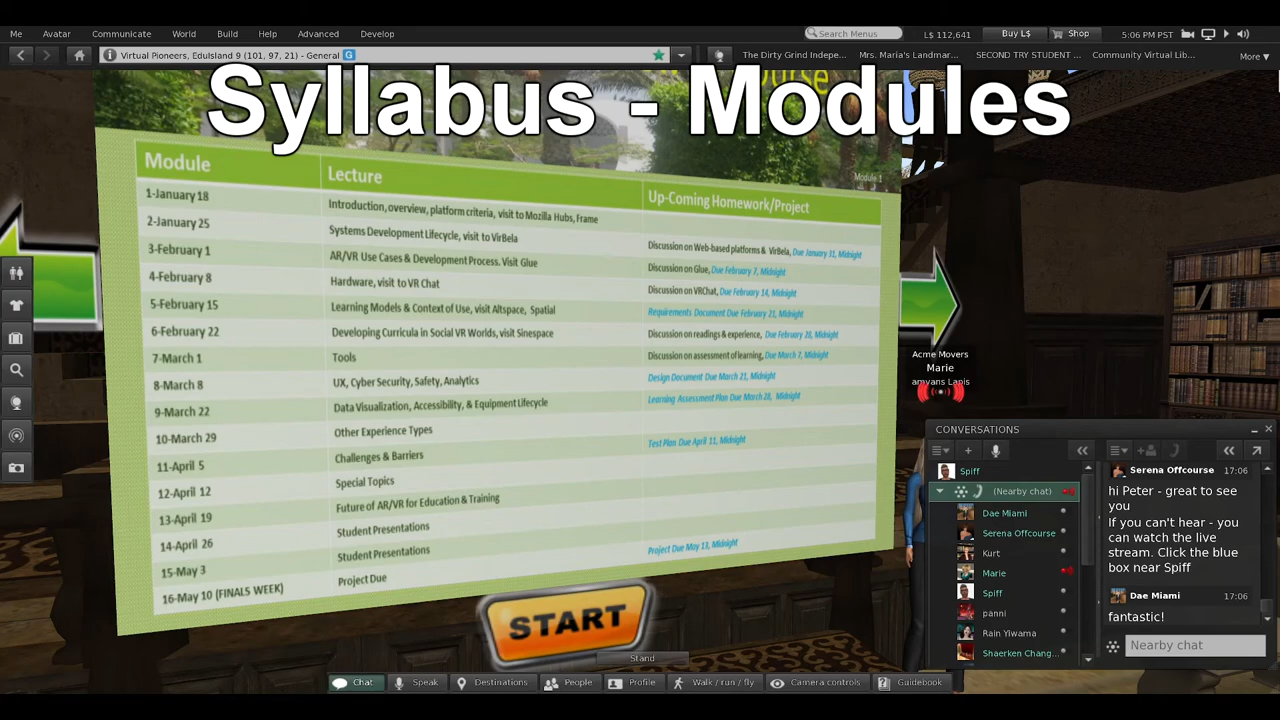 Me Avatar Communicate World Build Help Advanced Develop
Search Menus L$ 112,641 Buy L$ Shop 5:06 PM PST
Virtual Pioneers, EduIsland 9 (101, 97, 21) - General G
The Dirty Grind Indepe... Mrs. Maria's Landmar... SECOND TRY STUDENT ... Community Virtual Lib... More
Course
Syllabus - Modules
Module 1
Module Lecture Up-Coming Homework/Project
1-January 18 Introduction, overview, platform criteria, visit to Mozilla Hubs, Frame
2-January 25 Systems Development Lifecycle, visit to VirBela Discussion on Web-based platforms & VirBela, Due January 31, Midnight
3-February 1 AR/VR Use Cases & Development Process. Visit Glue Discussion on Glue, Due February 7, Midnight
4-February 8 Hardware, visit to VR Chat Discussion on VRChat, Due February 14, Midnight
5-February 15 Learning Models & Context of Use, visit Altspace, Spatial Requirements Document Due February 21, Midnight
6-February 22 Developing Curricula in Social VR Worlds, visit Sinespace Discussion on readings & experience, Due February 28, Midnight
7-March 1 Tools Discussion on assessment of learning, Due March 7, Midnight
8-March 8 UX, Cyber Security, Safety, Analytics Design Document Due March 21, Midnight
9-March 22 Data Visualization, Accessibility, & Equipment Lifecycle Learning Assessment Plan Due March 28, Midnight
10-March 29 Other Experience Types
11-April 5 Challenges & Barriers Test Plan Due April 11, Midnight
12-April 12 Special Topics
13-April 19 Future of AR/VR for Education & Training
14-April 26 Student Presentations
15-May 3 Student Presentations
16-May 10 (FINALS WEEK) Project Due Project Due May 13, Midnight
START
Stand
Acme Movers
Marie
amvans Lapis
CONVERSATIONS
Spiff
(Nearby chat)
Dae Miami
Serena Offcourse
Kurt
Marie
Spiff
panni
Rain Yiwama
Shaerken Chang...
Serena Offcourse 17:06
hi Peter - great to see
you
If you can't hear - you
can watch the live
stream. Click the blue
box near Spiff
Dae Miami 17:06
fantastic!
Nearby chat
Chat Speak Destinations People Profile Walk / run / fly Camera controls Guidebook